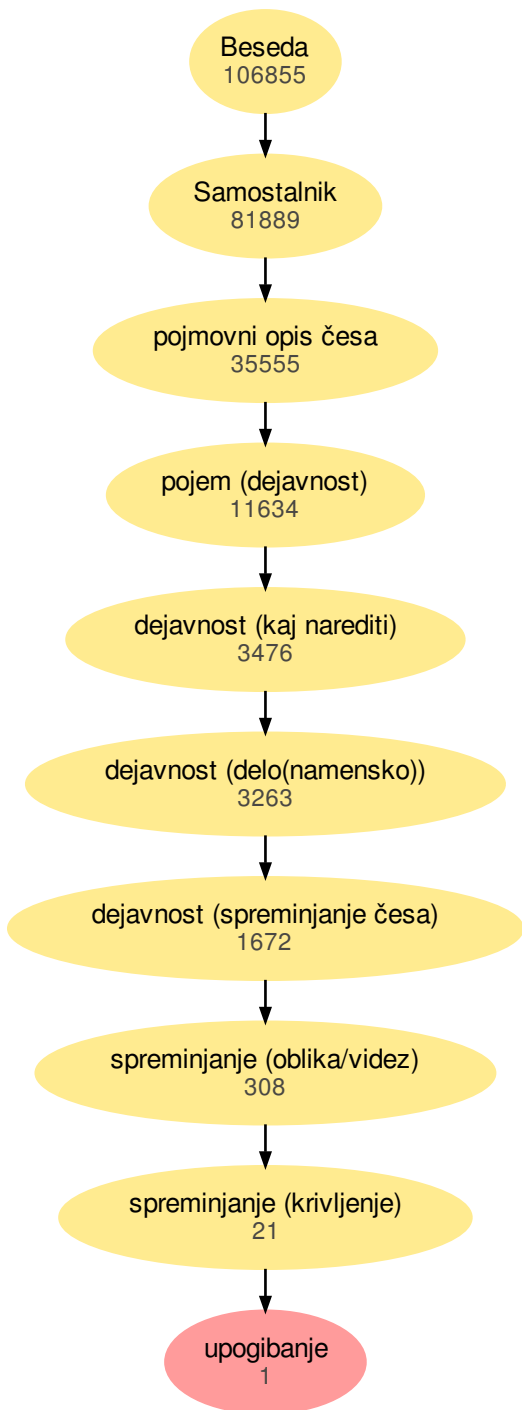 Beseda
106855
Samostalnik
81889
pojmovni opis česa
35555
pojem (dejavnost)
11634
dejavnost (kaj narediti)
3476
dejavnost (delo(namensko))
3263
dejavnost (spreminjanje česa)
1672
spreminjanje (oblika/videz)
308
spreminjanje (krivljenje)
21
upogibanje
1